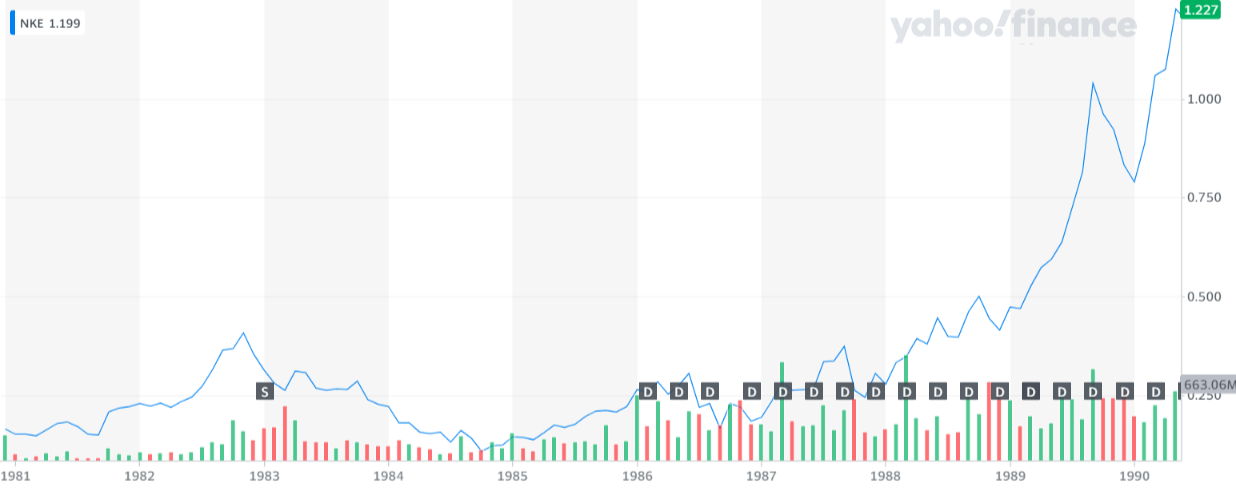 NKE 1.199
yahoo!finance
1.227
1.000
0.750
0.500
663.06M
0.250
S D D D D D D D D D D D D D D D D D
1981 1982 1983 1984 1985 1986 1987 1988 1989 1990